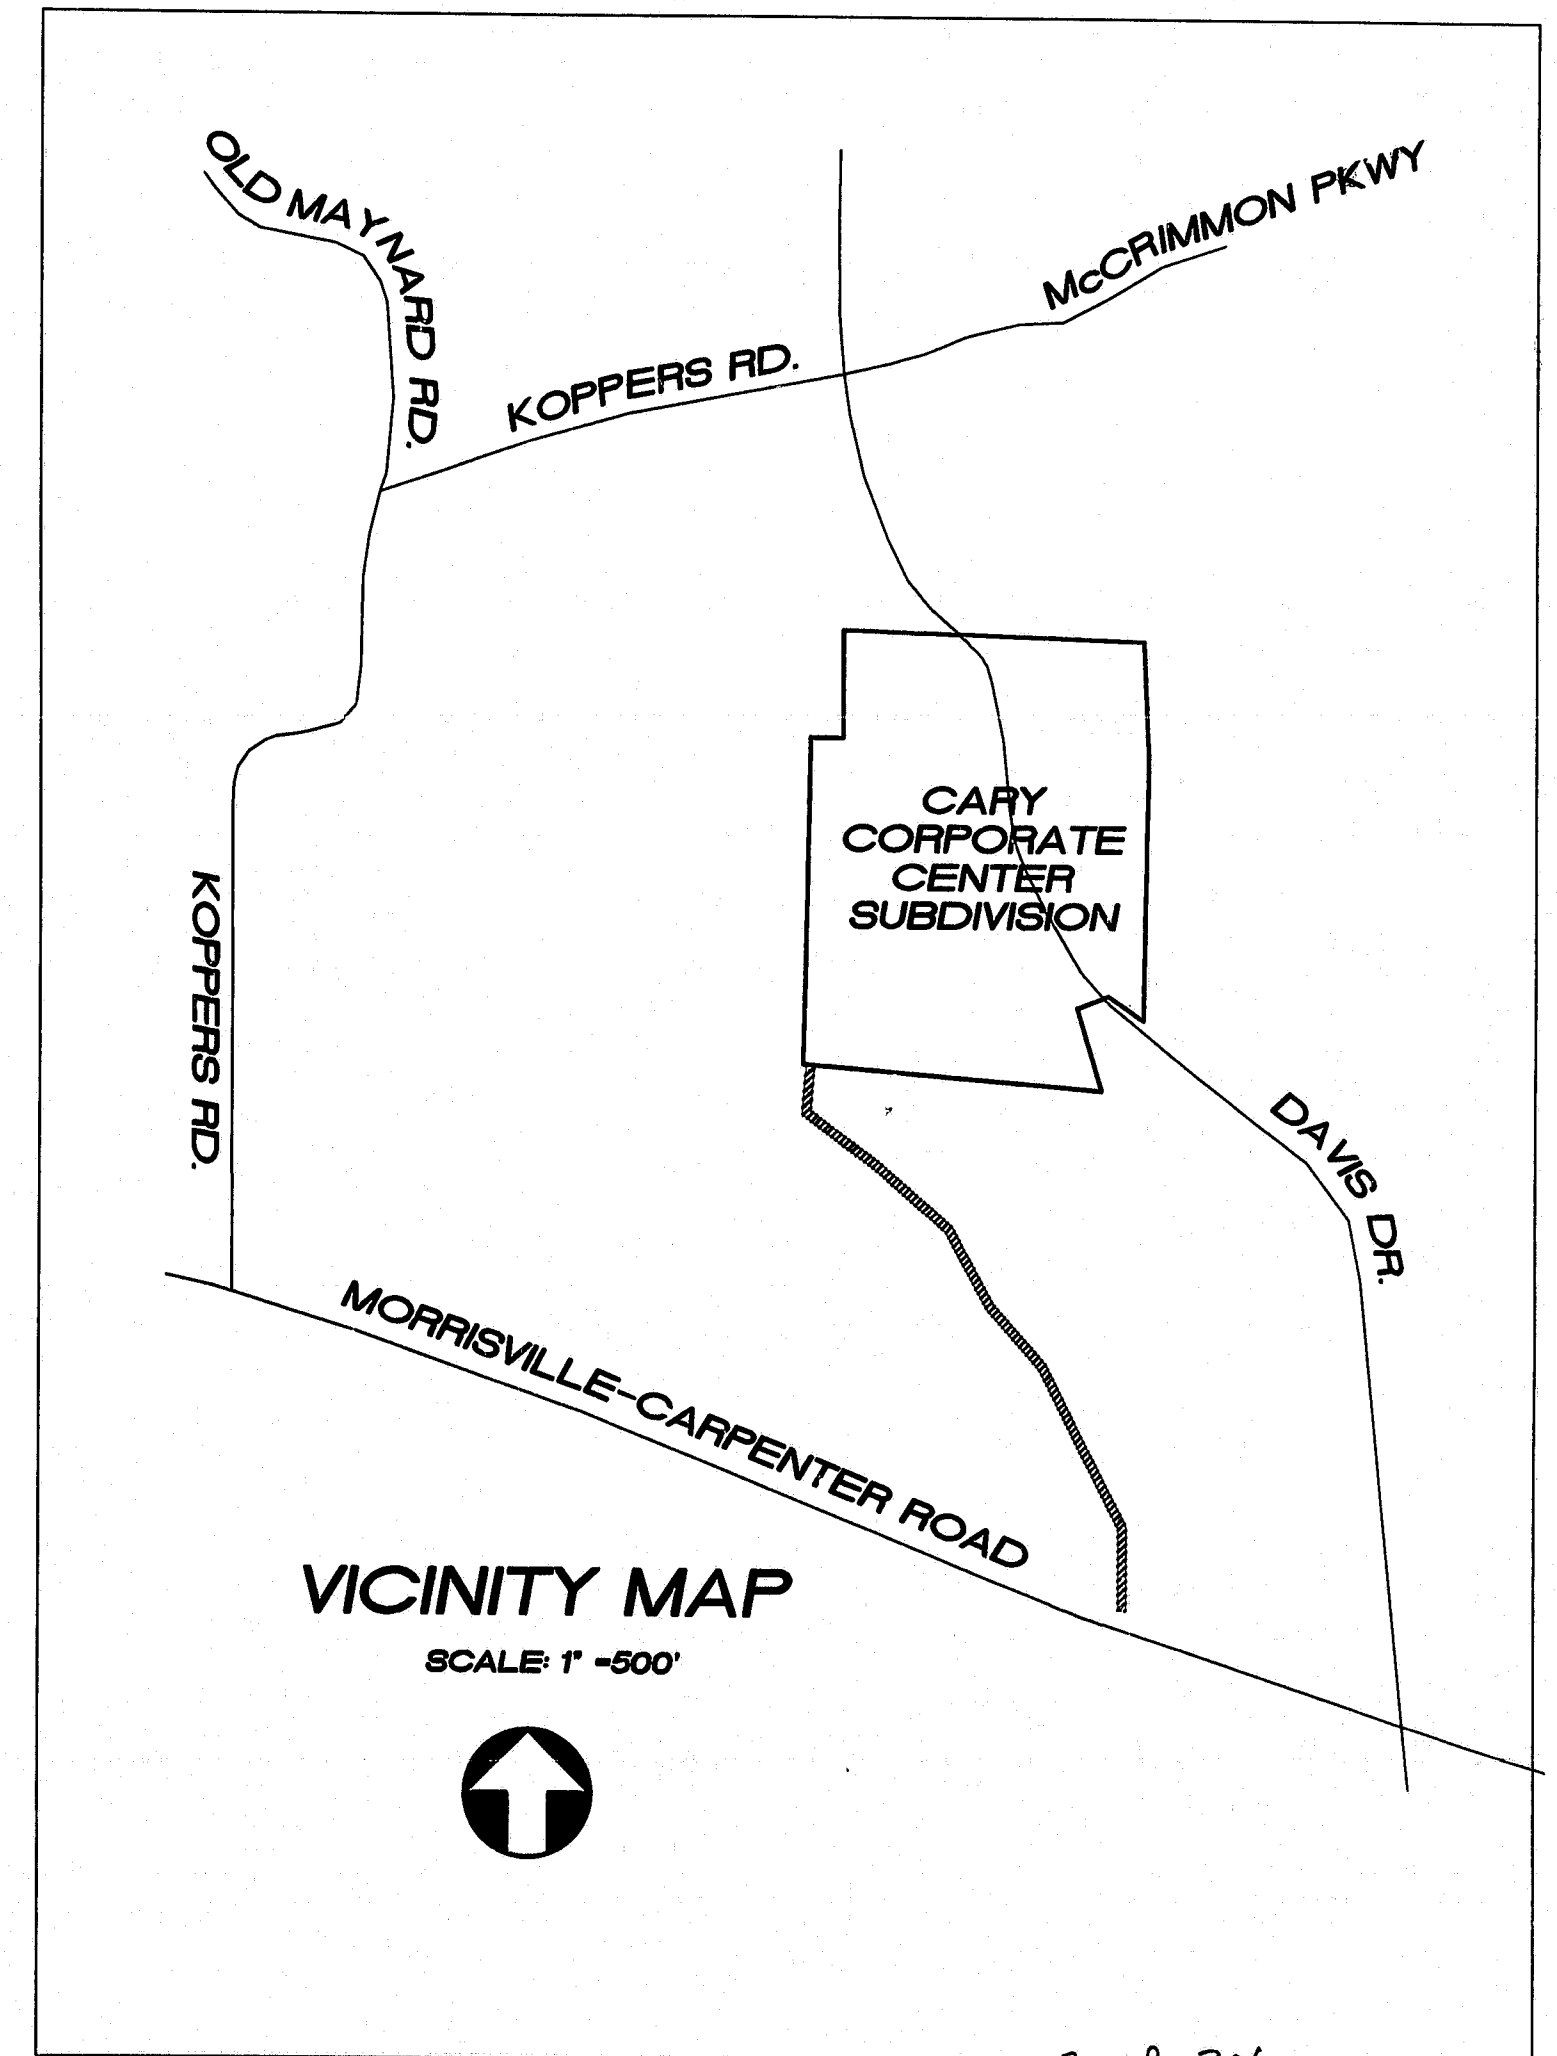 OLD MAYNARD RD.
McCRIMMON PKWY
KOPPERS RD.
CARY
CORPORATE
CENTER
SUBDIVISION
KOPPERS RD.
DAVIS DR.
MORRISVILLE-CARPENTER ROAD
VICINITY MAP
SCALE: 1" =500'